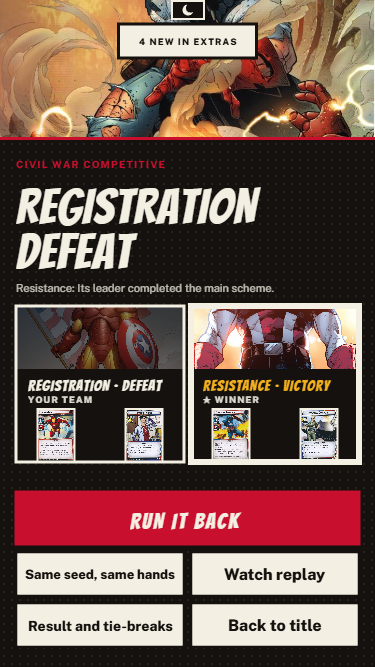 4 NEW IN EXTRAS
CIVIL WAR COMPETITIVE
REGISTRATION
DEFEAT
Resistance: Its leader completed the main scheme.
REGISTRATION · DEFEAT
YOUR TEAM
RESISTANCE · VICTORY
★ WINNER
RUN IT BACK
Same seed, same hands
Watch replay
Result and tie-breaks
Back to title